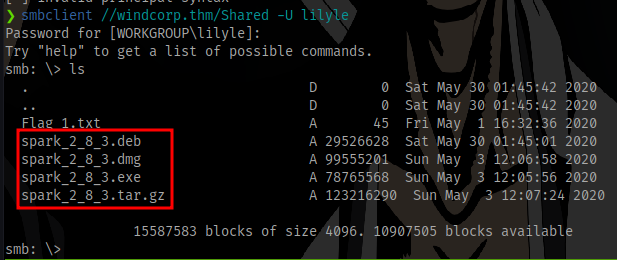 [-] invalid principal syntax
❯ smbclient //windcorp.thm/Shared -U lilyle
Password for [WORKGROUP\lilyle]:
Try "help" to get a list of possible commands.
smb: \> ls
. D 0 Sat May 30 01:45:42 2020
.. D 0 Sat May 30 01:45:42 2020
Flag 1.txt A 45 Fri May 1 16:32:36 2020
spark_2_8_3.deb A 29526628 Sat May 30 01:45:01 2020
spark_2_8_3.dmg A 99555201 Sun May 3 12:06:58 2020
spark_2_8_3.exe A 78765568 Sun May 3 12:05:56 2020
spark_2_8_3.tar.gz A 123216290 Sun May 3 12:07:24 2020
15587583 blocks of size 4096. 10907505 blocks available
smb: \>